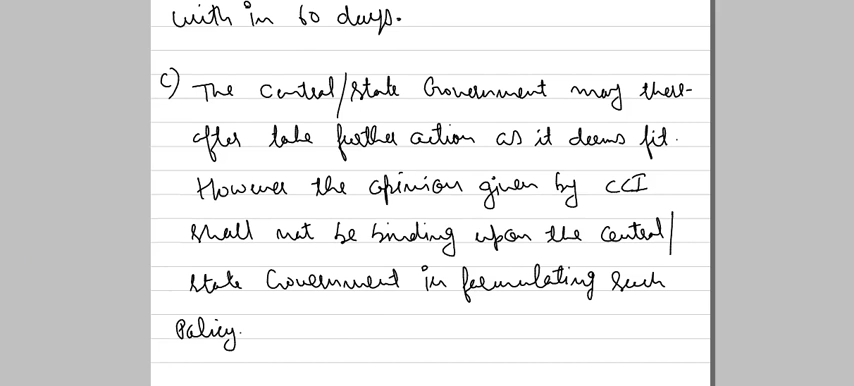 with in 60 days.
c) The Central/State Government may there-
after take further action as it deems fit.
However the opinion given by CCI
shall not be binding upon the Central/
State Government in formulating such
Policy.